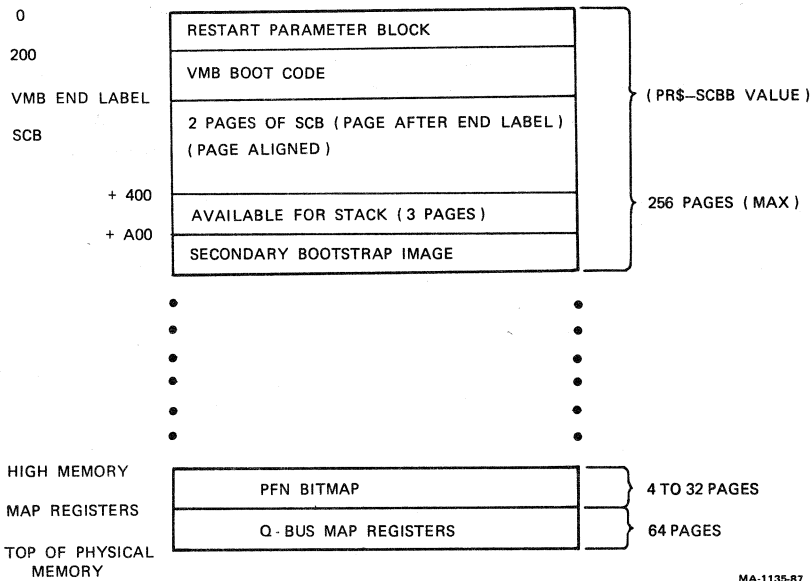 0
RESTART PARAMETER BLOCK
200
VMB BOOT CODE
VMB END LABEL
(PR$–SCBB VALUE)
SCB
2 PAGES OF SCB (PAGE AFTER END LABEL)
(PAGE ALIGNED)
+ 400
AVAILABLE FOR STACK (3 PAGES)
256 PAGES (MAX)
+ A00
SECONDARY BOOTSTRAP IMAGE
HIGH MEMORY
PFN BITMAP
4 TO 32 PAGES
MAP REGISTERS
Q-BUS MAP REGISTERS
64 PAGES
TOP OF PHYSICAL
MEMORY
MA-1135-87